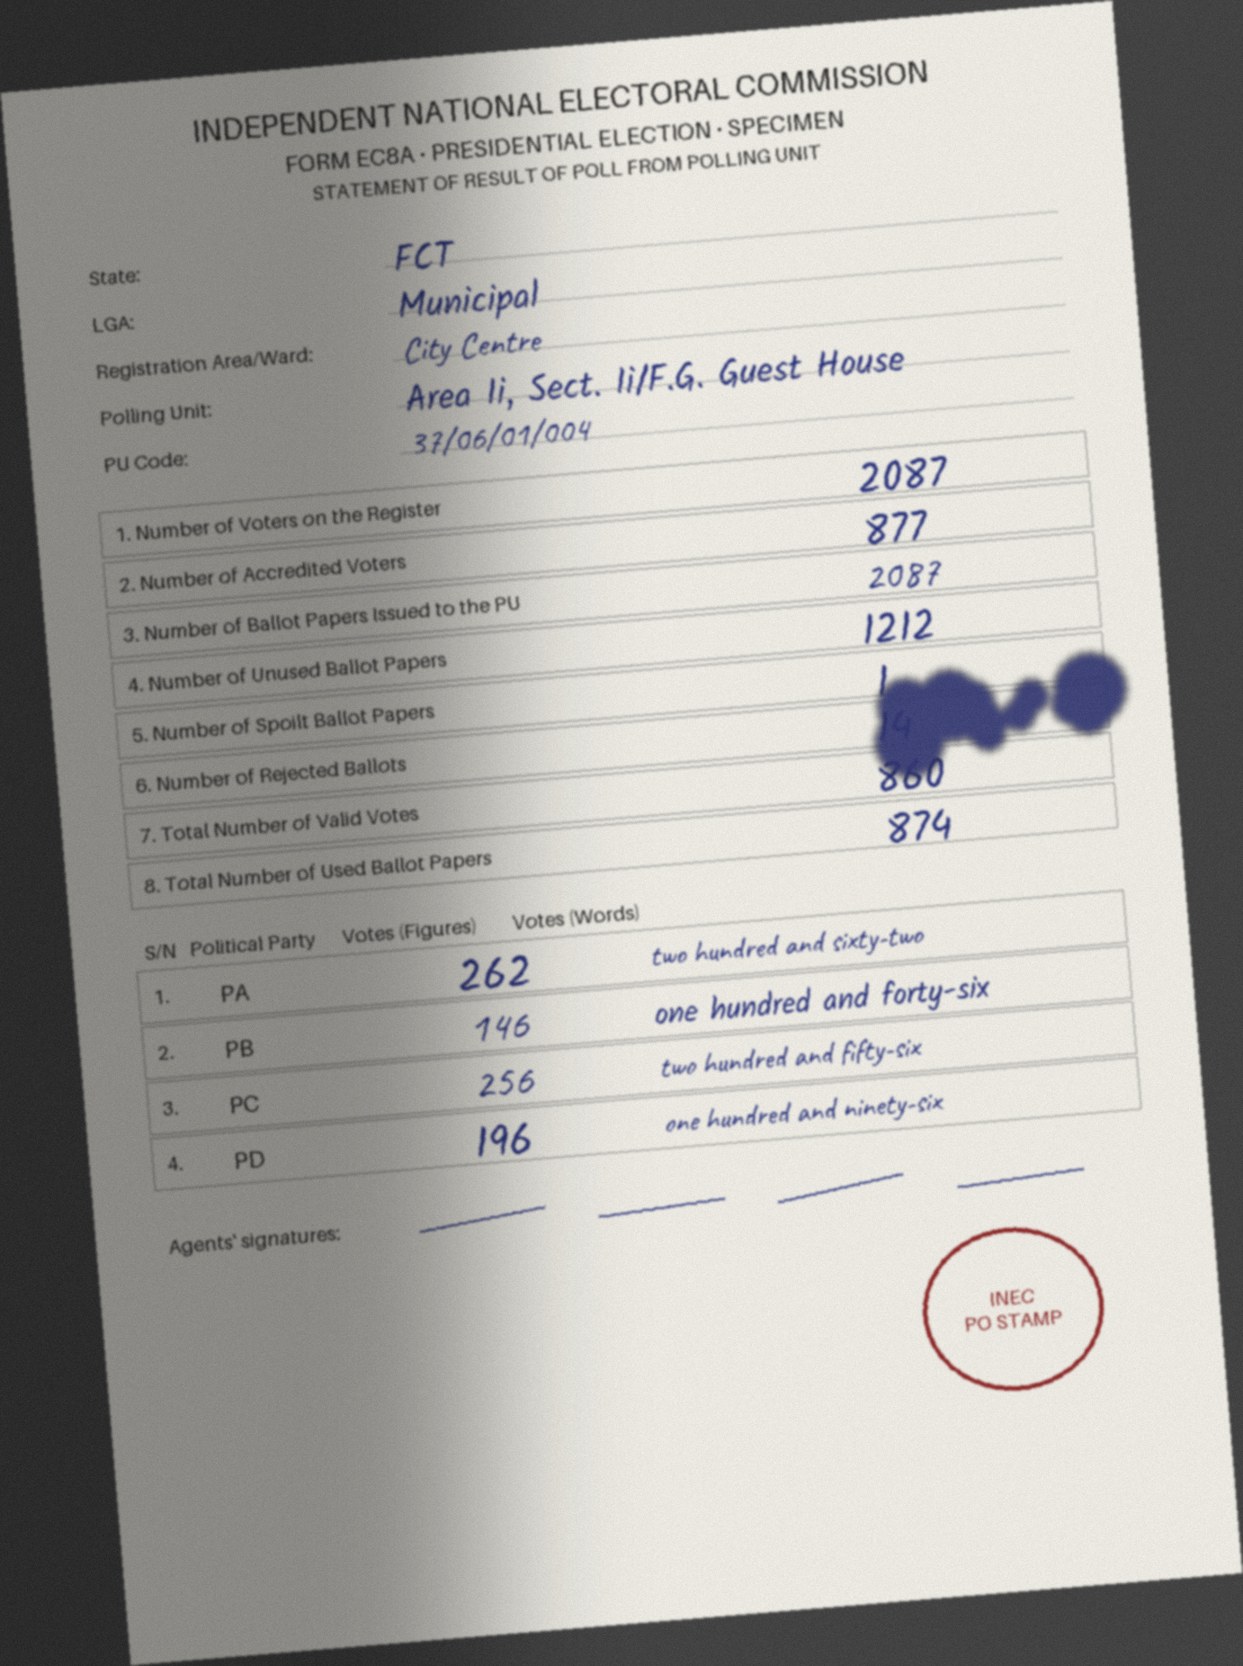 INDEPENDENT NATIONAL ELECTORAL COMMISSION
FORM EC8A · PRESIDENTIAL ELECTION · SPECIMEN
STATEMENT OF RESULT OF POLL FROM POLLING UNIT
State: FCT
LGA: Municipal
Registration Area/Ward: City Centre
Polling Unit: Area Ii, Sect. Ii/F.G. Guest House
PU Code: 37/06/01/004
1. Number of Voters on the Register 2087
2. Number of Accredited Voters 877
3. Number of Ballot Papers Issued to the PU 2087
4. Number of Unused Ballot Papers 1212
5. Number of Spoilt Ballot Papers
6. Number of Rejected Ballots 14
7. Total Number of Valid Votes 860
8. Total Number of Used Ballot Papers 874
S/N Political Party Votes (Figures) Votes (Words)
1. PA 262 two hundred and sixty-two
2. PB 146 one hundred and forty-six
3. PC 256 two hundred and fifty-six
4. PD 196 one hundred and ninety-six
Agents' signatures:
INEC
PO STAMP